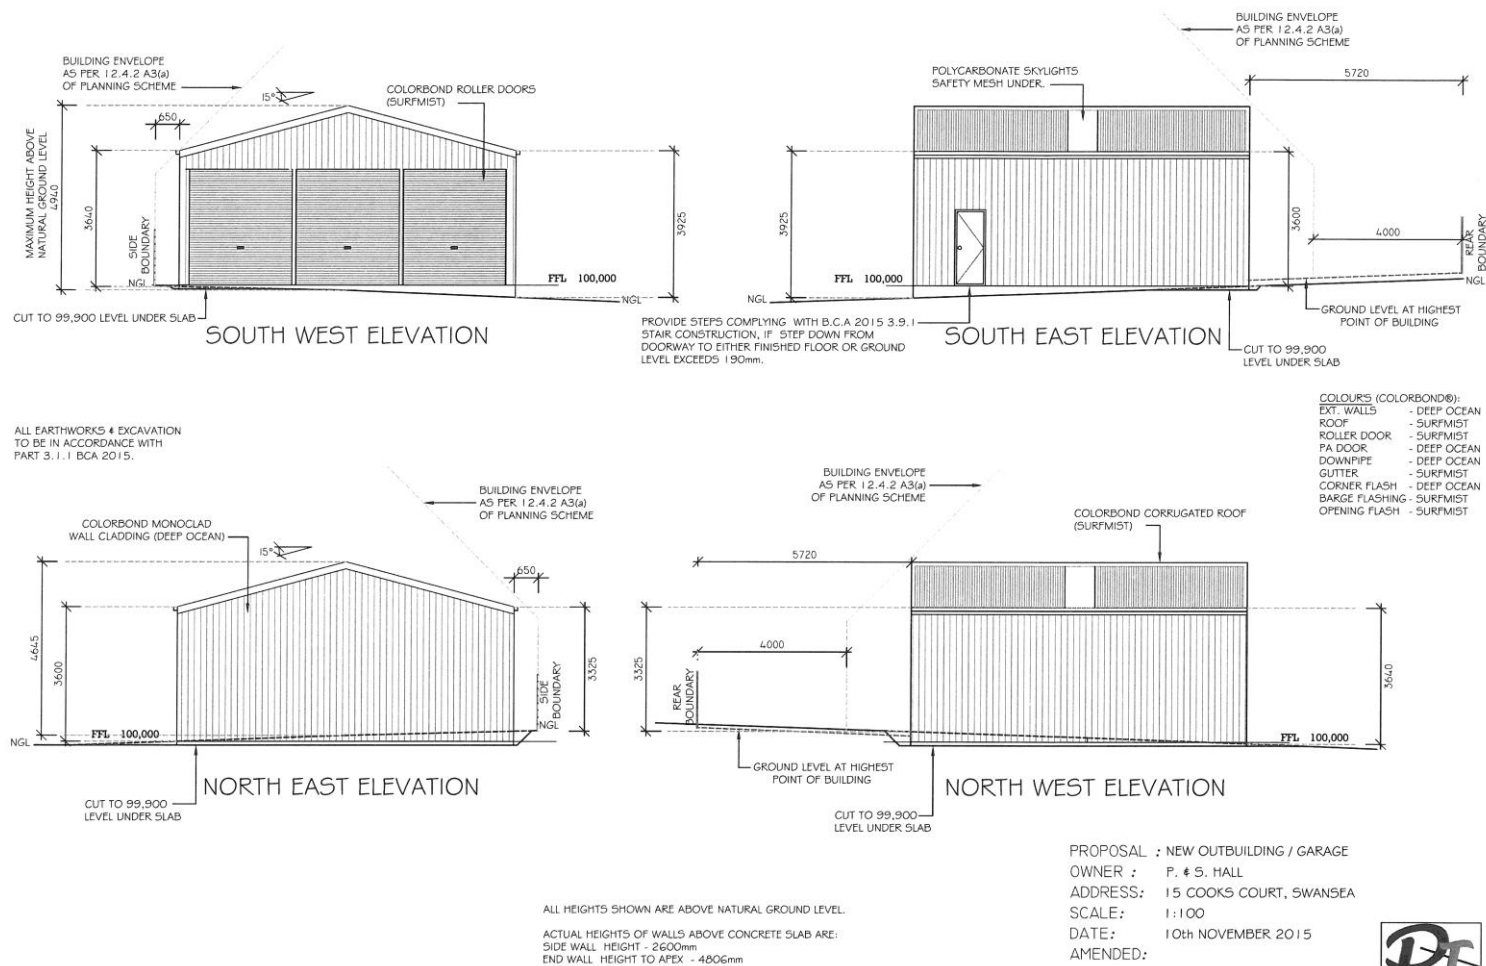 BUILDING ENVELOPE
AS PER 12.4.2 A3(a)
OF PLANNING SCHEME
15°
COLORBOND ROLLER DOORS
(SURFMIST)
650
MAXIMUM HEIGHT ABOVE
NATURAL GROUND LEVEL
4940
3640
SIDE
BOUNDARY
NGL
3925
FFL 100,000
NGL
CUT TO 99,900 LEVEL UNDER SLAB
SOUTH WEST ELEVATION
BUILDING ENVELOPE
AS PER 12.4.2 A3(a)
OF PLANNING SCHEME
POLYCARBONATE SKYLIGHTS
SAFETY MESH UNDER.
5720
3925
3600
4000
REAR
BOUNDARY
FFL 100,000
NGL
NGL
GROUND LEVEL AT HIGHEST
POINT OF BUILDING
PROVIDE STEPS COMPLYING WITH B.C.A 2015 3.9.1
STAIR CONSTRUCTION, IF STEP DOWN FROM
DOORWAY TO EITHER FINISHED FLOOR OR GROUND
LEVEL EXCEEDS 190mm.
SOUTH EAST ELEVATION
CUT TO 99,900
LEVEL UNDER SLAB
COLOURS (COLORBOND®):
EXT. WALLS - DEEP OCEAN
ROOF - SURFMIST
ROLLER DOOR - SURFMIST
PA DOOR - DEEP OCEAN
DOWNPIPE - DEEP OCEAN
GUTTER - SURFMIST
CORNER FLASH - DEEP OCEAN
BARGE FLASHING - SURFMIST
OPENING FLASH - SURFMIST
ALL EARTHWORKS & EXCAVATION
TO BE IN ACCORDANCE WITH
PART 3.1.1 BCA 2015.
BUILDING ENVELOPE
AS PER 12.4.2 A3(a)
OF PLANNING SCHEME
COLORBOND MONOCLAD
WALL CLADDING (DEEP OCEAN)
15°
650
4645
3600
3325
SIDE
BOUNDARY
NGL
FFL 100,000
NGL
NORTH EAST ELEVATION
CUT TO 99,900
LEVEL UNDER SLAB
BUILDING ENVELOPE
AS PER 12.4.2 A3(a)
OF PLANNING SCHEME
COLORBOND CORRUGATED ROOF
(SURFMIST)
5720
4000
3325
REAR
BOUNDARY
3640
FFL 100,000
GROUND LEVEL AT HIGHEST
POINT OF BUILDING
NORTH WEST ELEVATION
CUT TO 99,900
LEVEL UNDER SLAB
PROPOSAL : NEW OUTBUILDING / GARAGE
OWNER : P. & S. HALL
ADDRESS: 15 COOKS COURT, SWANSEA
SCALE: 1:100
DATE: 10th NOVEMBER 2015
AMENDED:
ALL HEIGHTS SHOWN ARE ABOVE NATURAL GROUND LEVEL.
ACTUAL HEIGHTS OF WALLS ABOVE CONCRETE SLAB ARE:
SIDE WALL HEIGHT - 2600mm
END WALL HEIGHT TO APEX - 4806mm